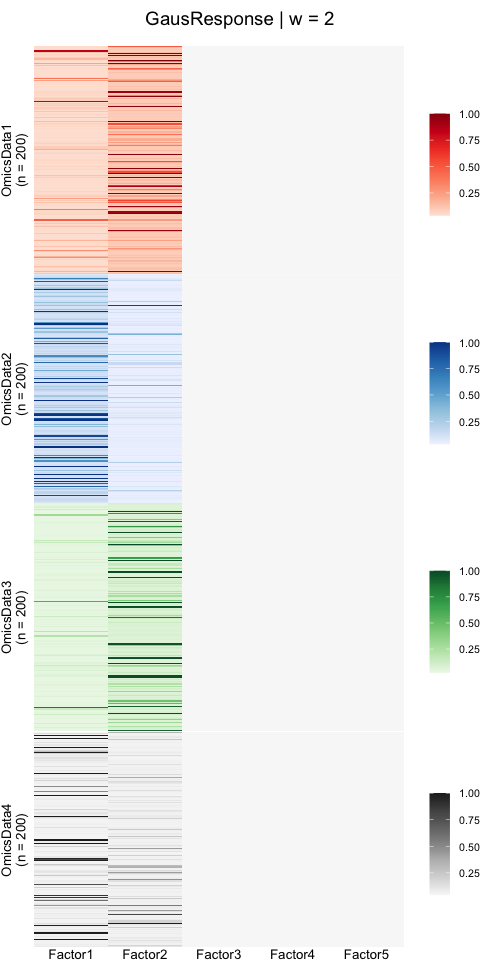 GausResponse | w = 2
OmicsData1
(n = 200)
1.00
0.75
0.50
0.25
OmicsData2
(n = 200)
1.00
0.75
0.50
0.25
OmicsData3
(n = 200)
1.00
0.75
0.50
0.25
OmicsData4
(n = 200)
1.00
0.75
0.50
0.25
Factor1 Factor2 Factor3 Factor4 Factor5